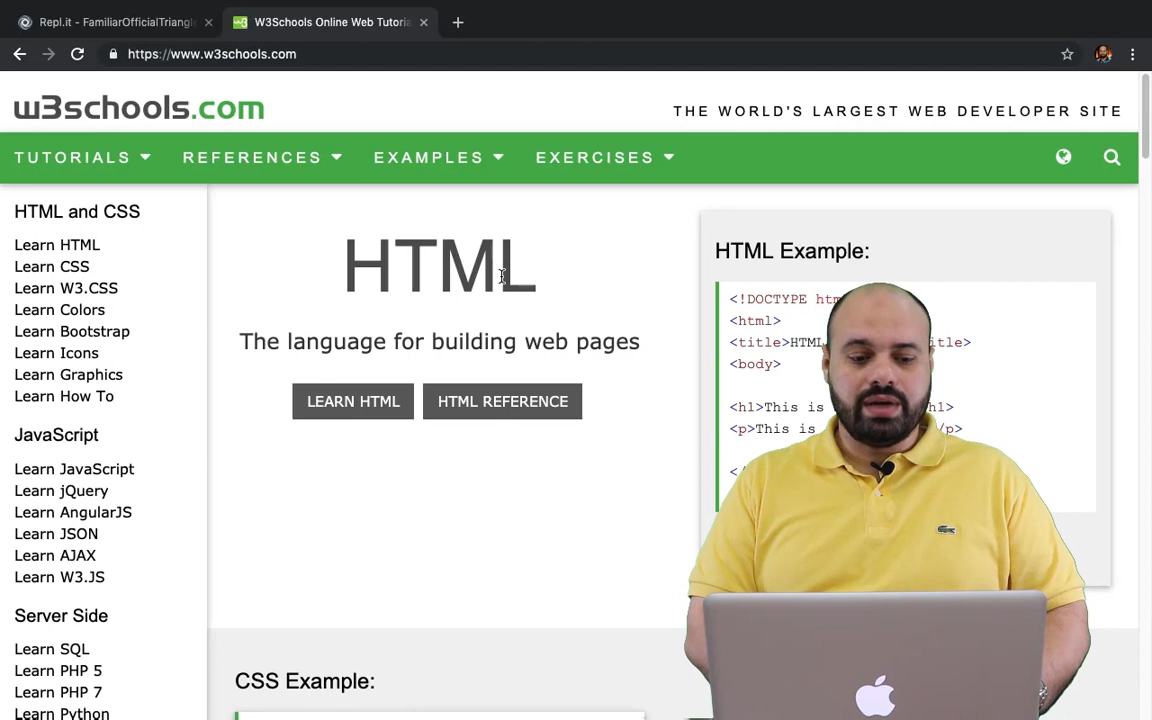 Repl.it - FamiliarOfficialTriangle
W3Schools Online Web Tutoria
https://www.w3schools.com
w3schools.com
THE WORLD'S LARGEST WEB DEVELOPER SITE
TUTORIALS
REFERENCES
EXAMPLES
EXERCISES
HTML and CSS
Learn HTML
Learn CSS
Learn W3.CSS
Learn Colors
Learn Bootstrap
Learn Icons
Learn Graphics
Learn How To
JavaScript
Learn JavaScript
Learn jQuery
Learn AngularJS
Learn JSON
Learn AJAX
Learn W3.JS
Server Side
Learn SQL
Learn PHP 5
Learn PHP 7
Learn Python
HTML
The language for building web pages
LEARN HTML
HTML REFERENCE
HTML Example:
<!DOCTYPE htm
<html>
<title>HTML itle>
<body>
<h1>This is h1>
<p>This is /p>
</
CSS Example: